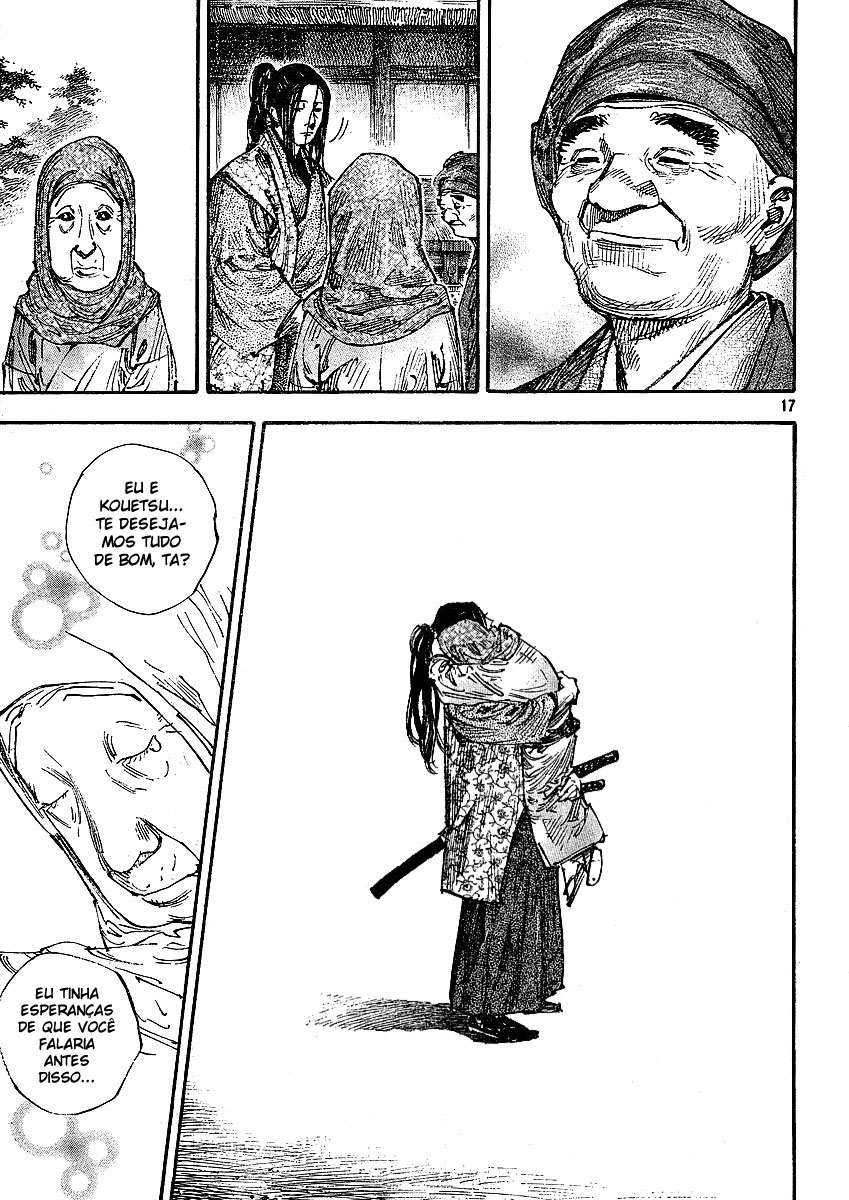 17
EU E
KOUETSU...
TE DESEJA-
MOS TUDO
DE BOM, TA?
EU TINHA
ESPERANÇAS
DE QUE VOCÊ
FALARIA
ANTES
DISSO...